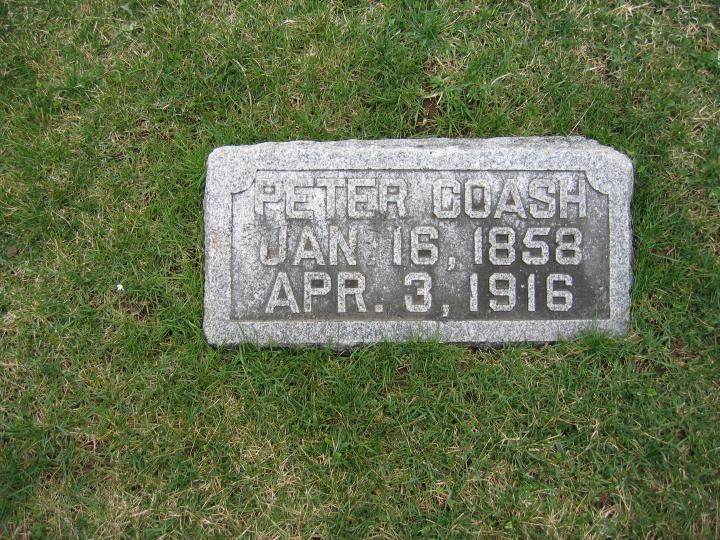 PETER COASH
JAN. 16, 1858
APR. 3, 1916